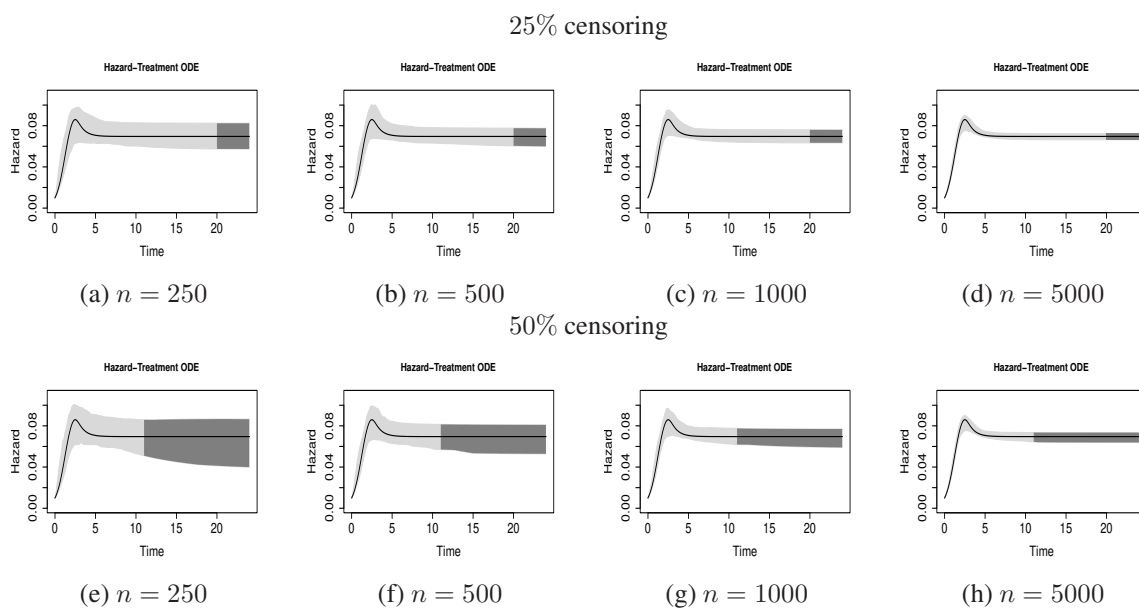 25% censoring
Hazard-Treatment ODE Hazard-Treatment ODE Hazard-Treatment ODE Hazard-Treatment ODE
Hazard Hazard Hazard Hazard
0.00 0.04 0.08 0.00 0.04 0.08 0.00 0.04 0.08 0.00 0.04 0.08
0 5 10 15 20 0 5 10 15 20 0 5 10 15 20 0 5 10 15 20
Time Time Time Time
(a) n = 250 (b) n = 500 (c) n = 1000 (d) n = 5000
50% censoring
Hazard-Treatment ODE Hazard-Treatment ODE Hazard-Treatment ODE Hazard-Treatment ODE
Hazard Hazard Hazard Hazard
0.00 0.04 0.08 0.00 0.04 0.08 0.00 0.04 0.08 0.00 0.04 0.08
0 5 10 15 20 0 5 10 15 20 0 5 10 15 20 0 5 10 15 20
Time Time Time Time
(e) n = 250 (f) n = 500 (g) n = 1000 (h) n = 5000